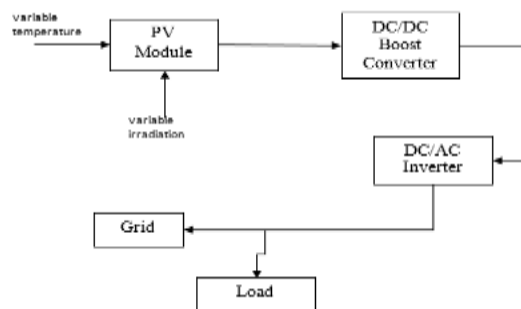 variable
temperature
PV
Module
DC/DC
Boost
Converter
variable
irradiation
DC/AC
Inverter
Grid
Load